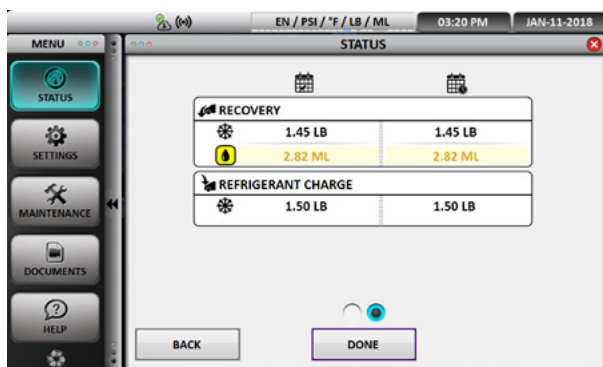 EN / PSI / °F / LB / ML 03:20 PM JAN-11-2018
MENU STATUS
STATUS
SETTINGS
MAINTENANCE
DOCUMENTS
HELP
RECOVERY
1.45 LB 1.45 LB
2.82 ML 2.82 ML
REFRIGERANT CHARGE
1.50 LB 1.50 LB
BACK DONE